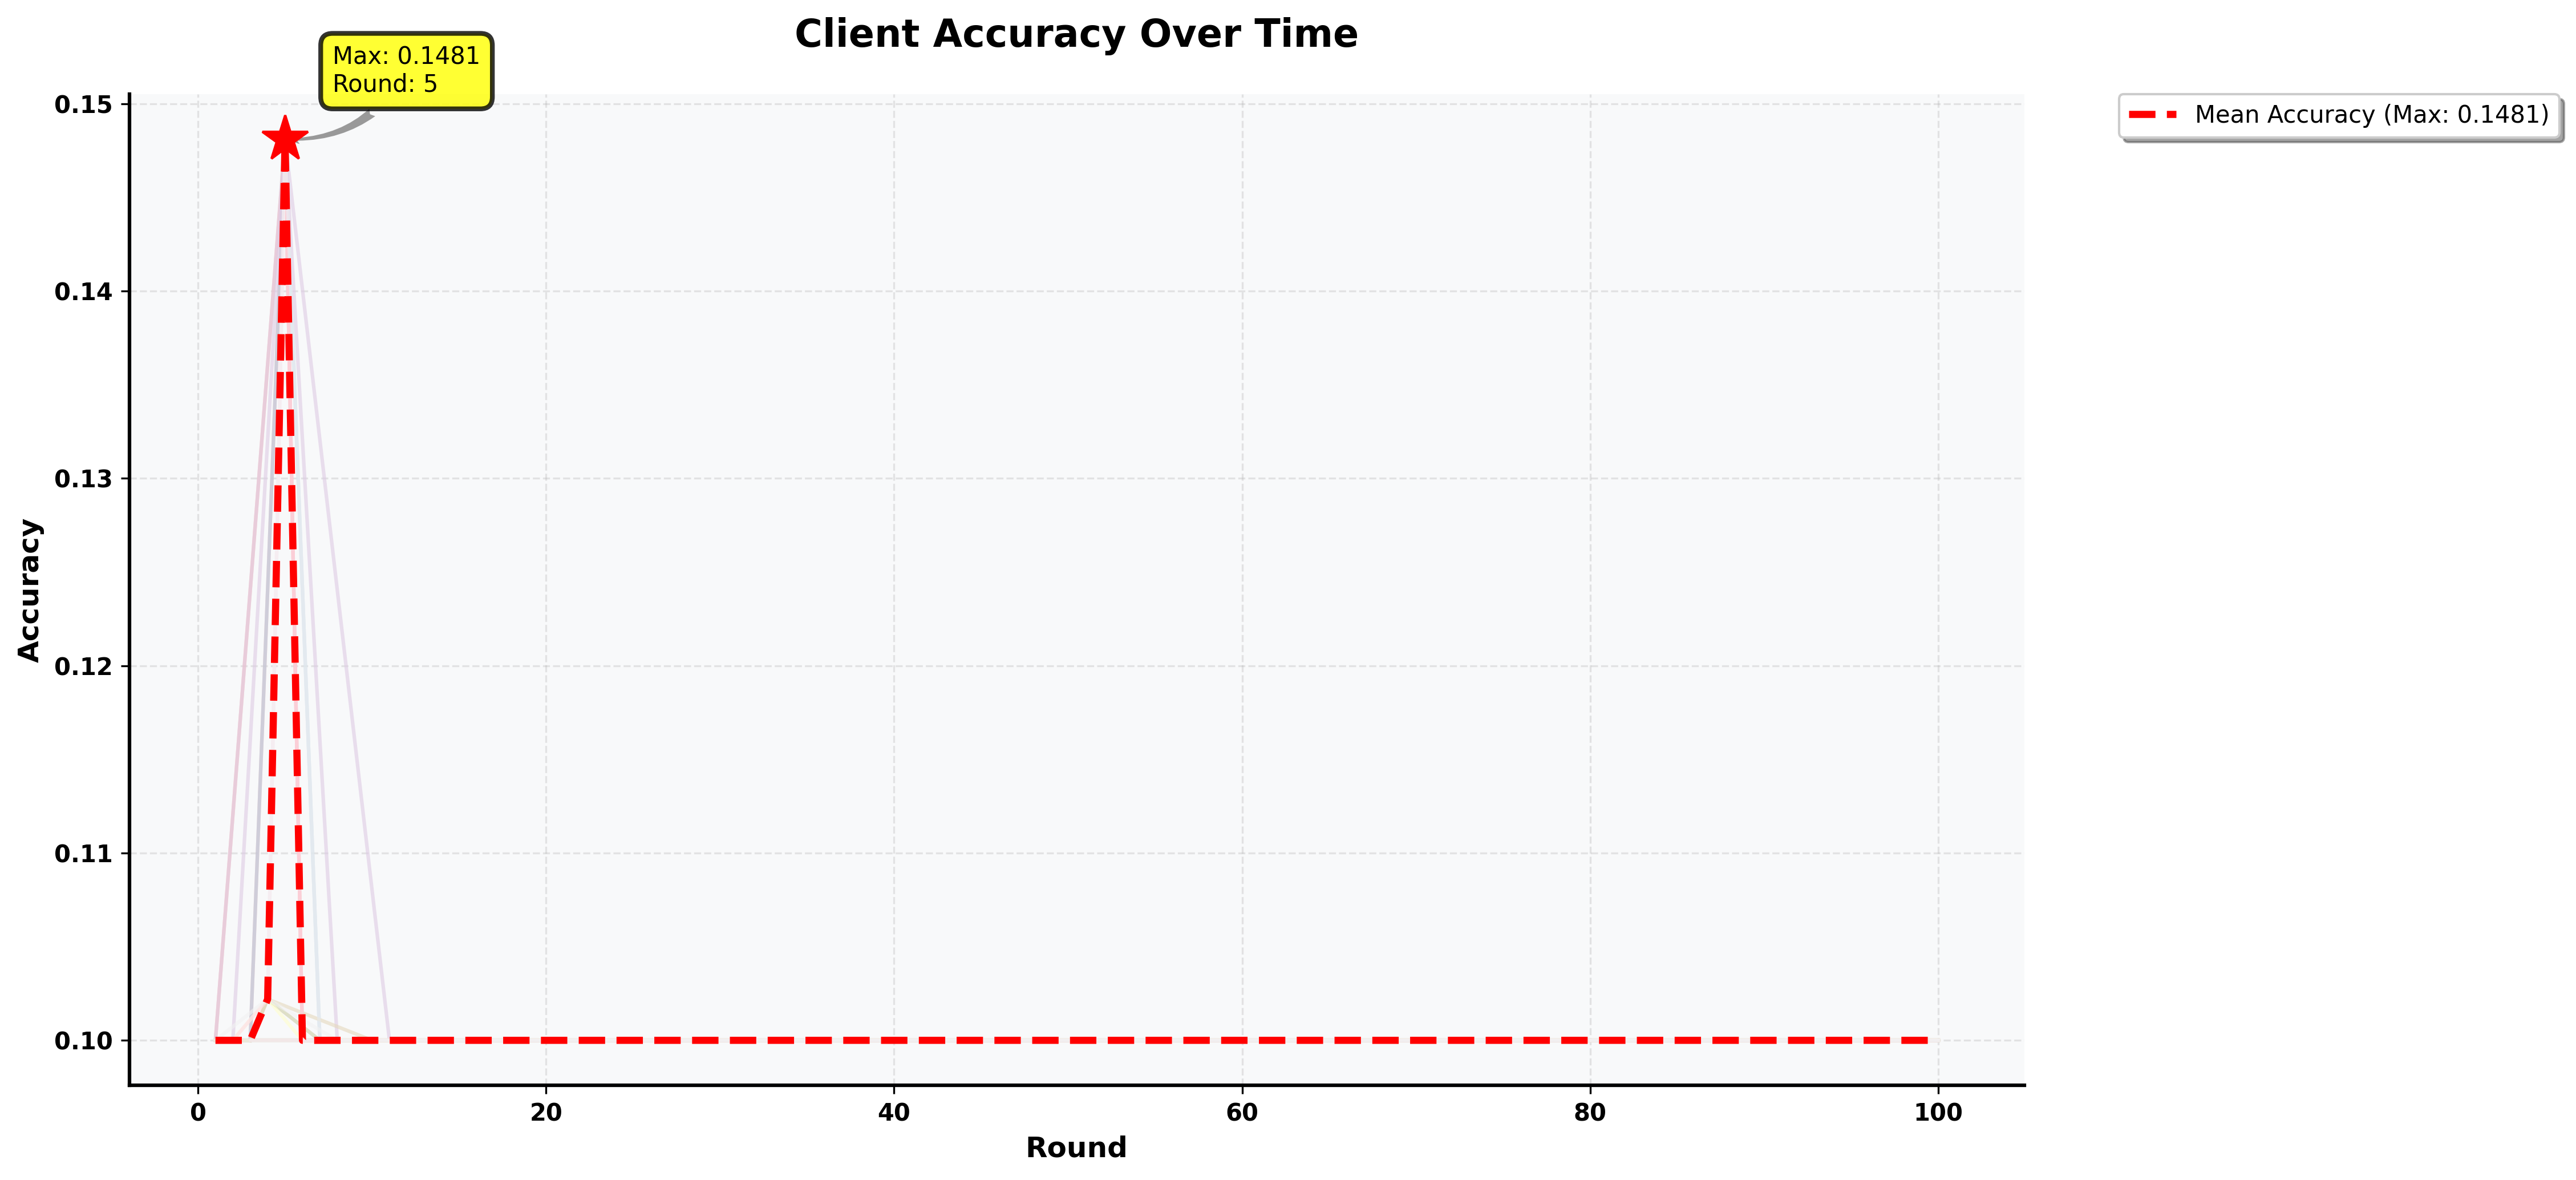 Client Accuracy Over Time
Max: 0.1481
Round: 5
Mean Accuracy (Max: 0.1481)
Accuracy
0.15
0.14
0.13
0.12
0.11
0.10
0 20 40 60 80 100
Round